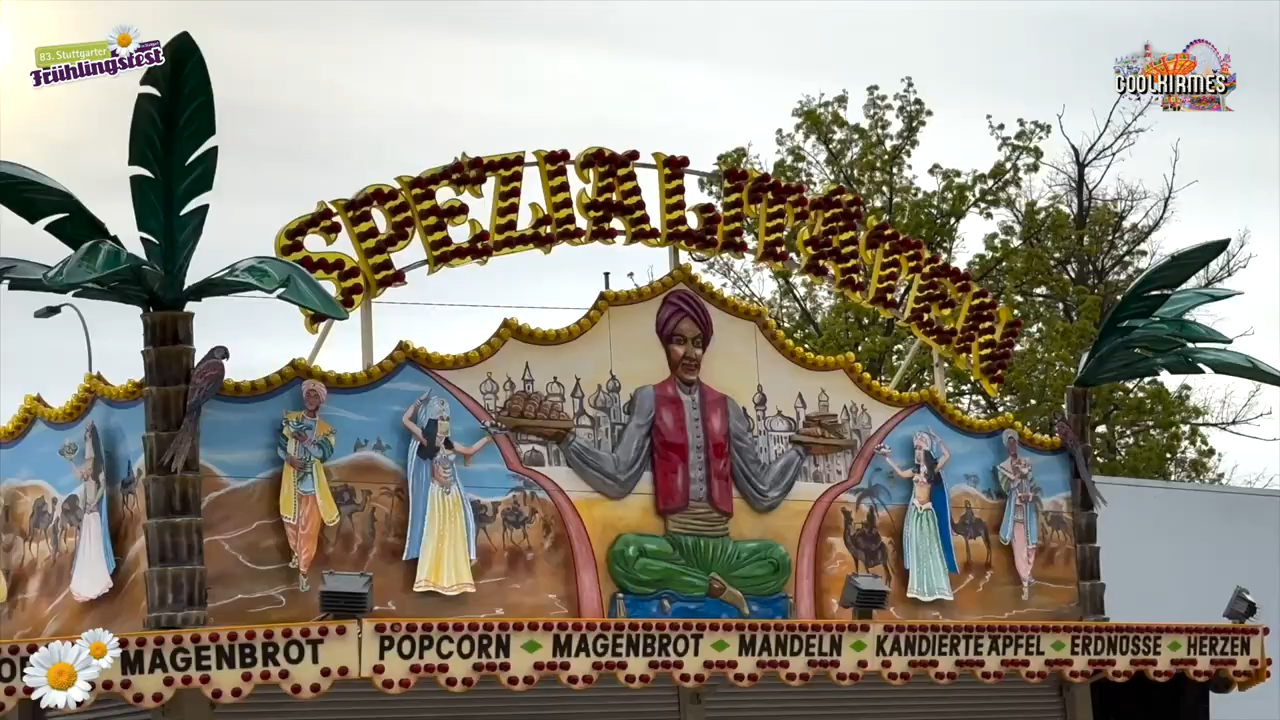 83. Stuttgarter
Frühlingsfest
COOLKIRMES
SPEZIALITÄTEN
MAGENBROT
POPCORN MAGENBROT MANDELN KANDIERTE ÄPFEL ERDNÜSSE HERZEN